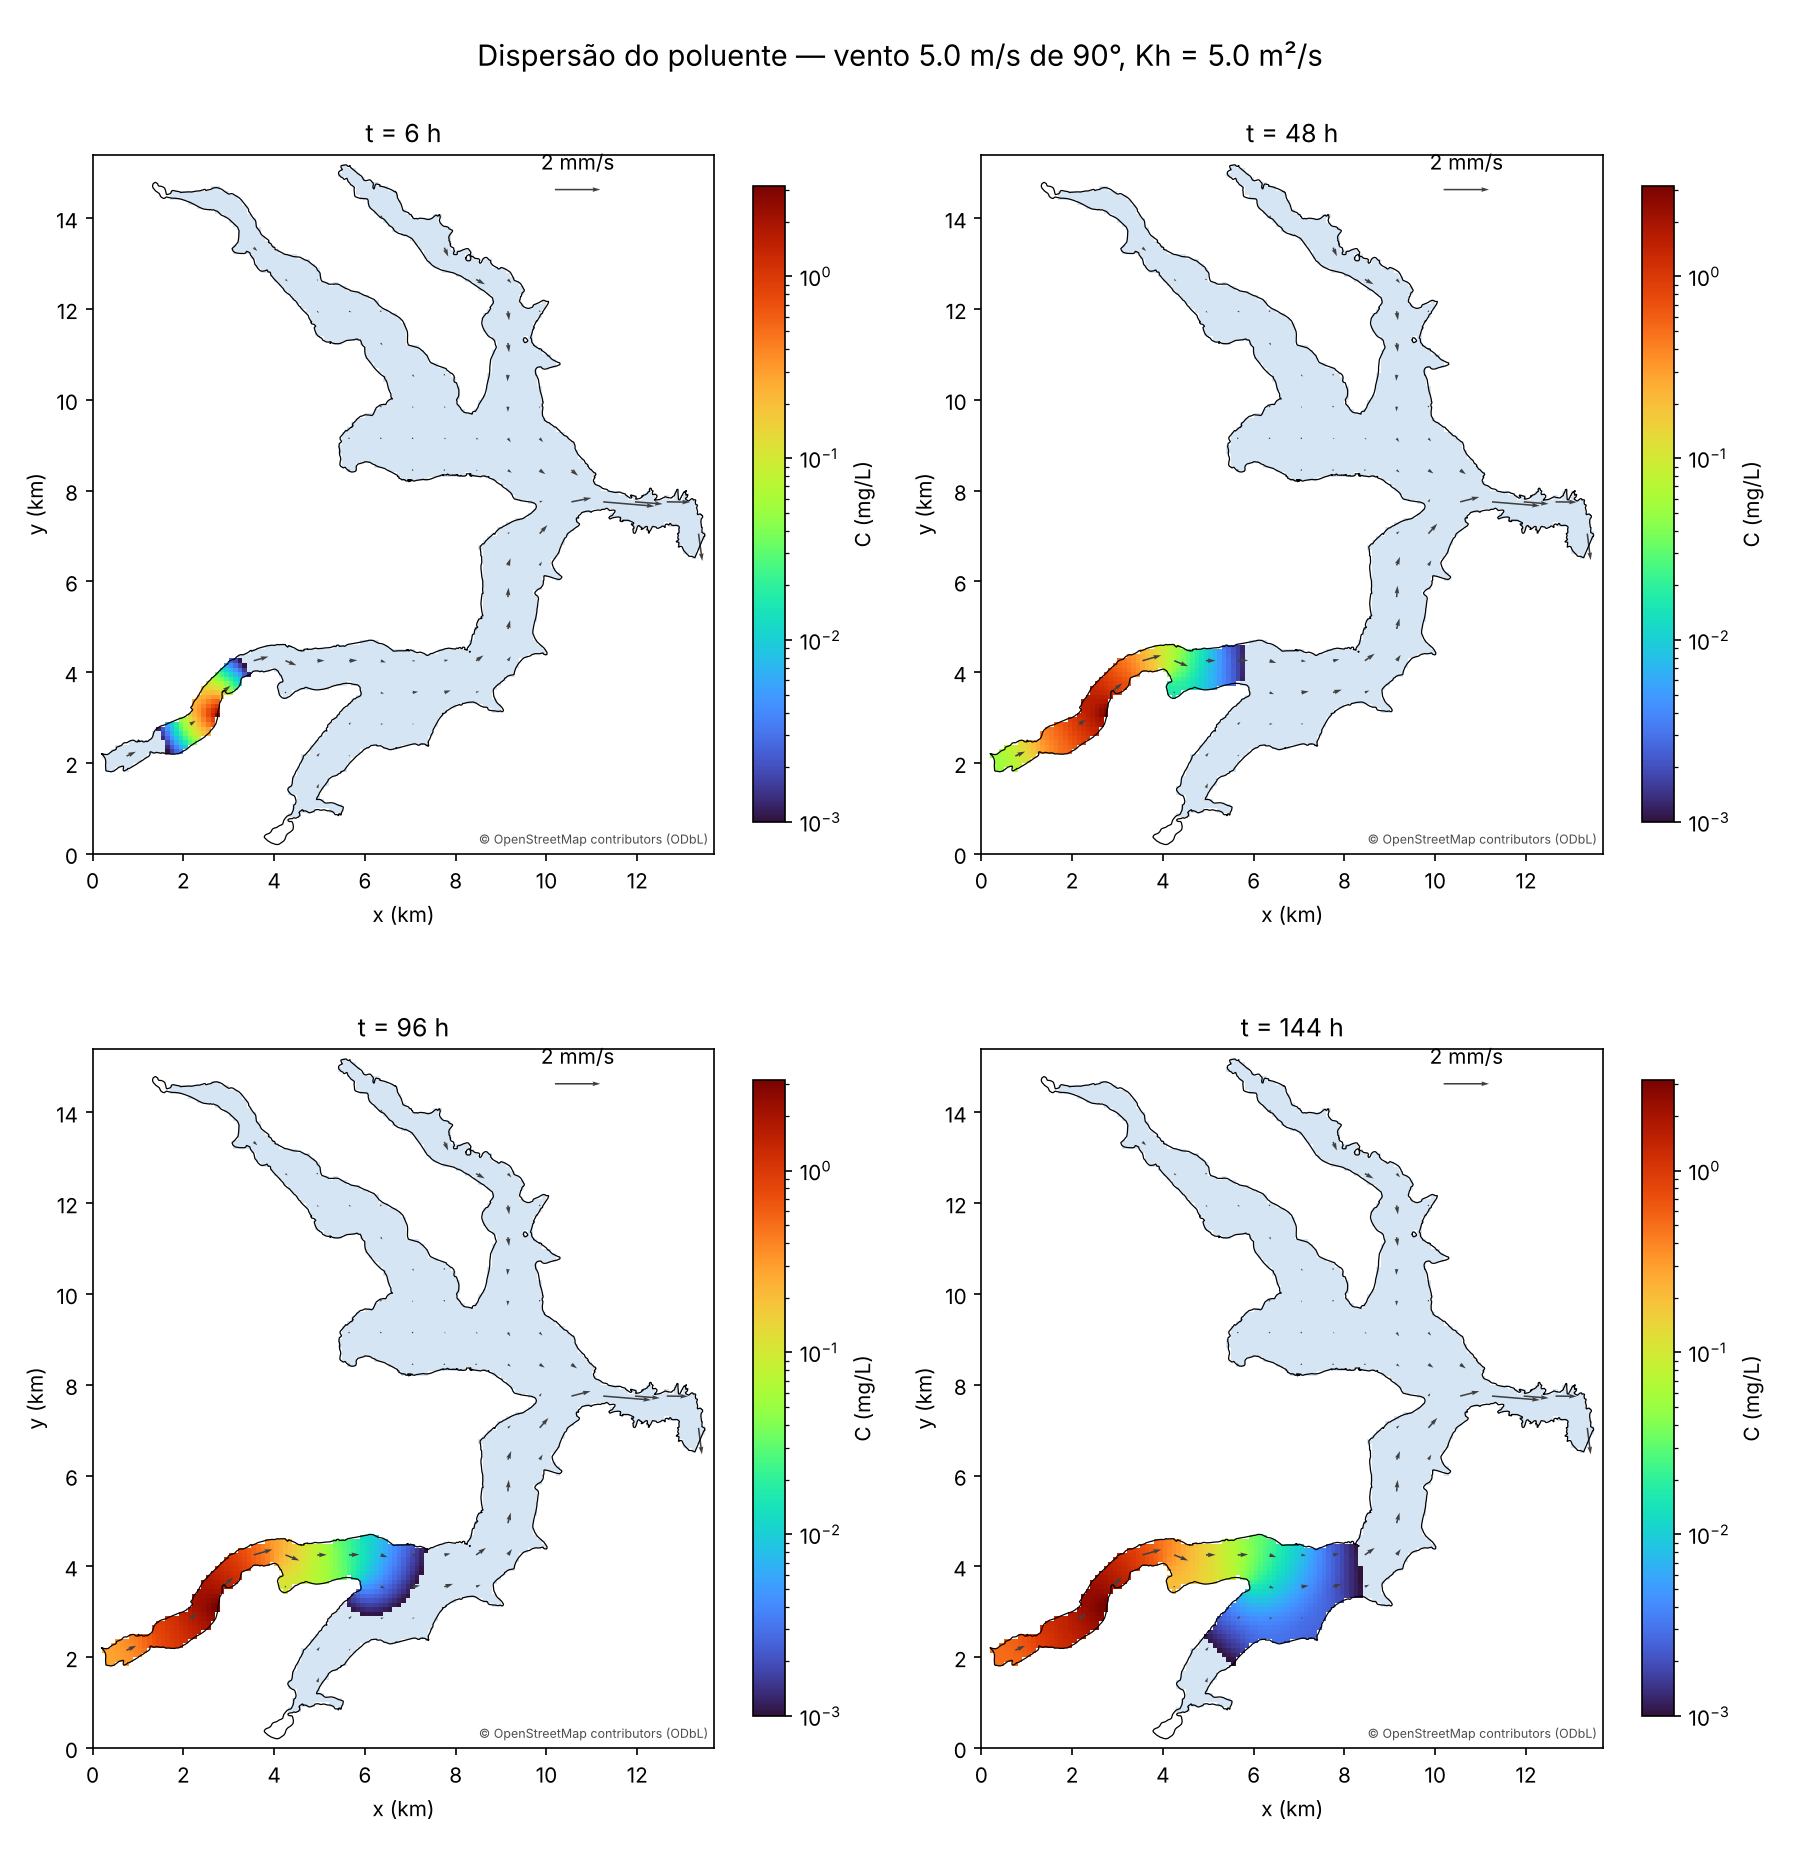 Dispersão do poluente — vento 5.0 m/s de 90°, Kh = 5.0 m²/s
t = 6 h
2 mm/s
14
12
10
8
6
4
2
0
y (km)
0 2 4 6 8 10 12
x (km)
© OpenStreetMap contributors (ODbL)
10⁰
10⁻¹
10⁻²
10⁻³
C (mg/L)
t = 48 h
2 mm/s
14
12
10
8
6
4
2
0
y (km)
0 2 4 6 8 10 12
x (km)
© OpenStreetMap contributors (ODbL)
10⁰
10⁻¹
10⁻²
10⁻³
C (mg/L)
t = 96 h
2 mm/s
14
12
10
8
6
4
2
0
y (km)
0 2 4 6 8 10 12
x (km)
© OpenStreetMap contributors (ODbL)
10⁰
10⁻¹
10⁻²
10⁻³
C (mg/L)
t = 144 h
2 mm/s
14
12
10
8
6
4
2
0
y (km)
0 2 4 6 8 10 12
x (km)
© OpenStreetMap contributors (ODbL)
10⁰
10⁻¹
10⁻²
10⁻³
C (mg/L)